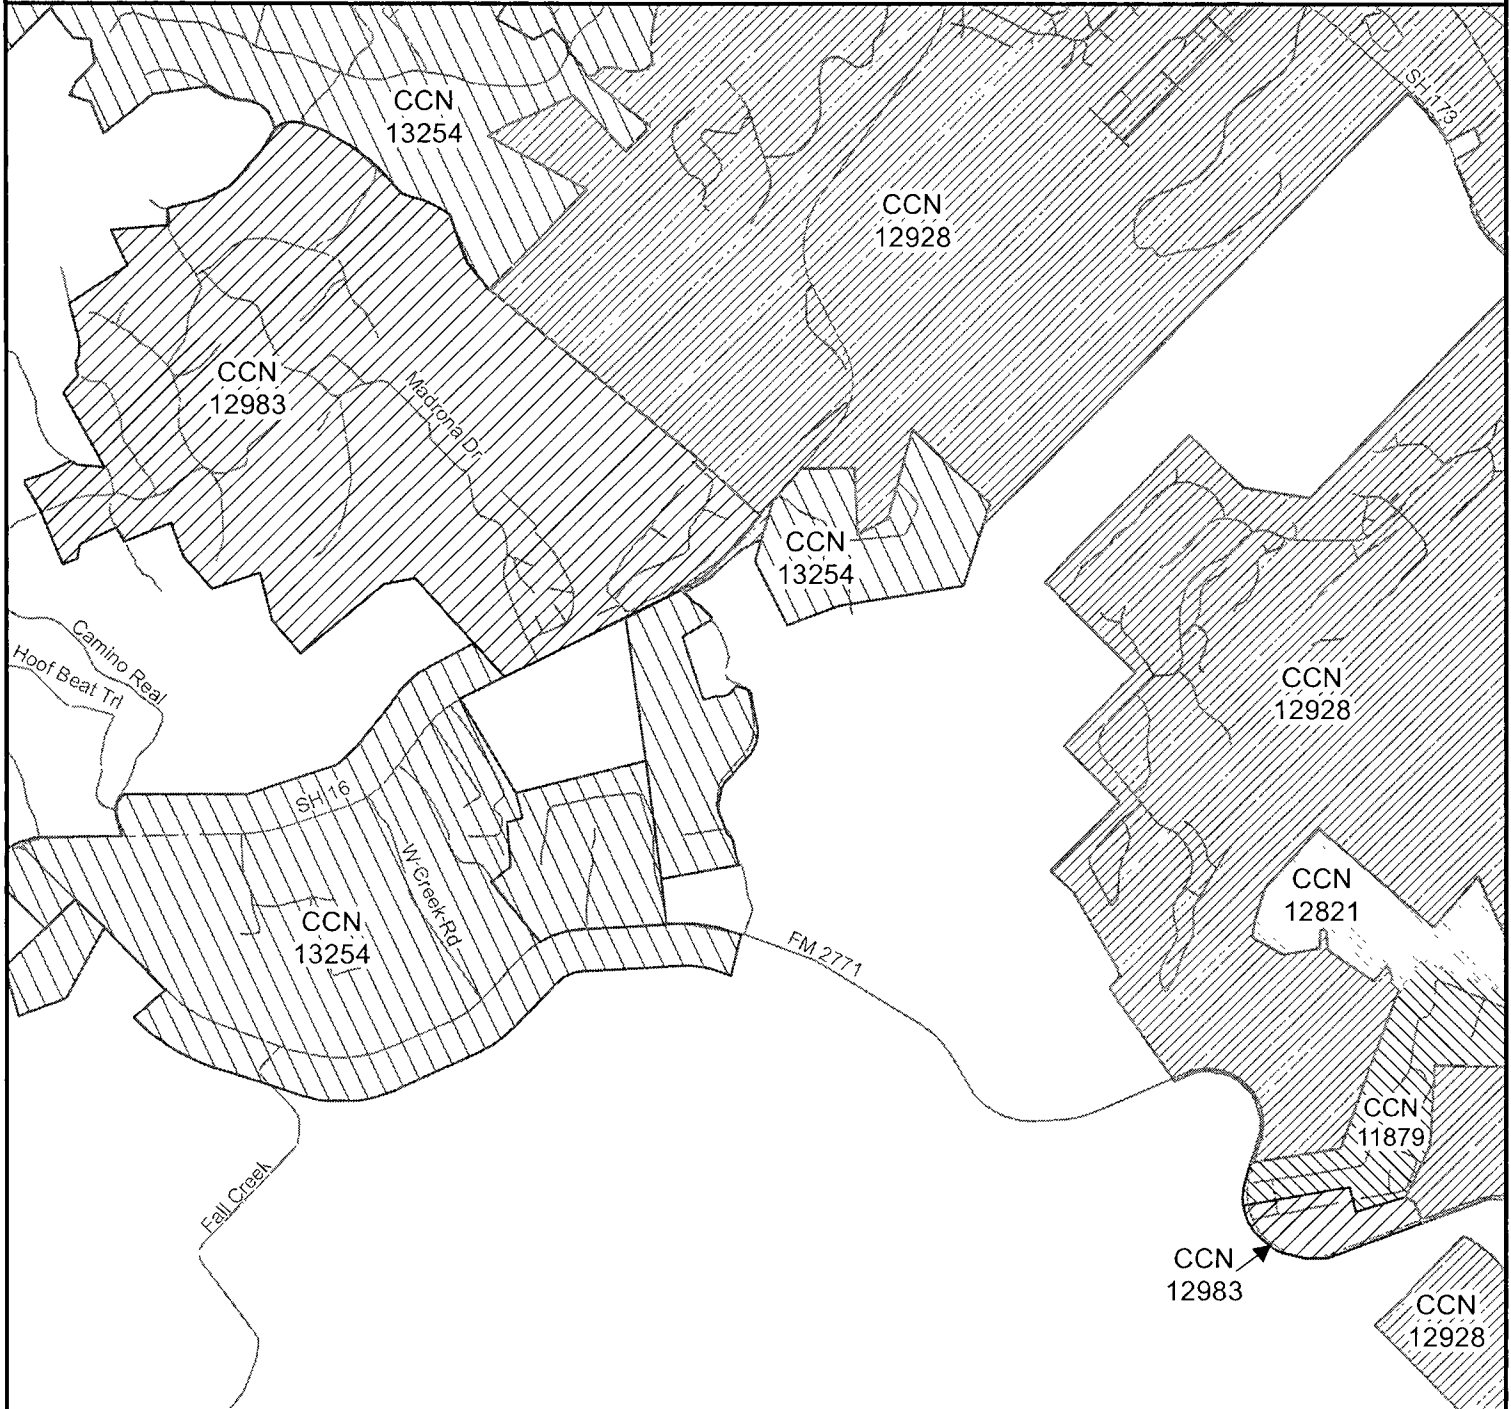 SH 173
CCN
13254
CCN
12928
CCN
12983
Madrona Dr
CCN
13254
Camino Real
Hoof Beat Trl
CCN
12928
SH 16
W Creek Rd
CCN
13254
CCN
12821
FM 2771
CCN
11879
Fall Creek
CCN
12983
CCN
12928